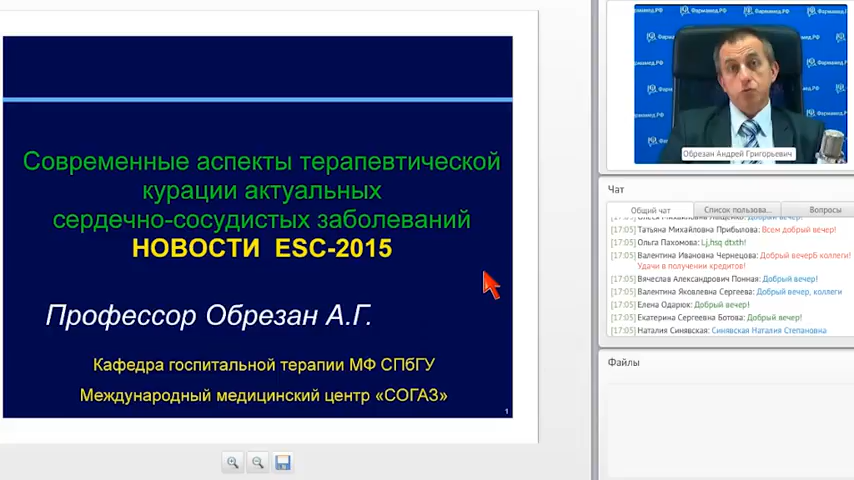 Современные аспекты терапевтической
курации актуальных
сердечно-сосудистых заболеваний
НОВОСТИ ESC-2015
Профессор Обрезан А.Г.
Кафедра госпитальной терапии МФ СПбГУ
Международный медицинский центр «СОГАЗ»
1
Фармамед.РФ
Обрезан Андрей Григорьевич
Чат
Общий чат
Список пользова...
Вопросы
[17:05] Татьяна Михайловна Прибылова: Всем добрый вечер!
[17:05] Ольга Пахомова: Lj,hsq dtxth!
[17:05] Валентина Ивановна Чернецова: Добрый вечерБ коллеги!
Удачи в получении кредитов!
[17:05] Вячеслав Александрович Понная: Добрый вечер!
[17:05] Валентина Яковлевна Сергеева: Добрый вечер, коллеги
[17:05] Елена Одарюк: Добрый вечер!
[17:05] Екатерина Сергеевна Ботова: Добрый вечер!
[17:05] Наталия Синявская: Синявская Наталия Степановна
Файлы